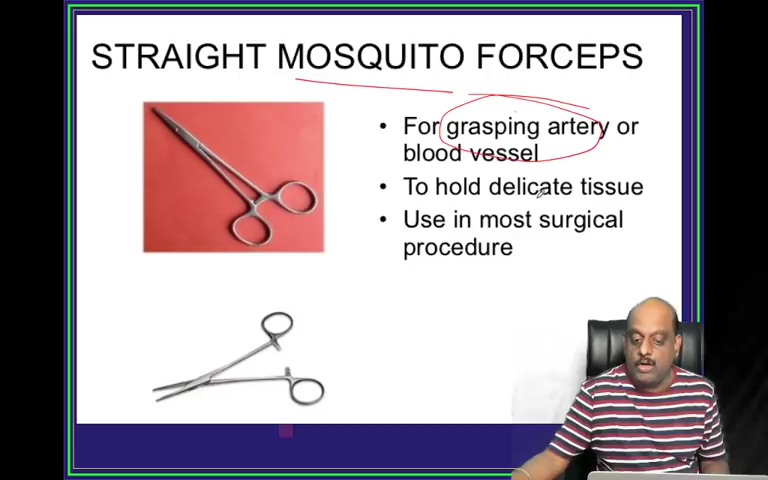 STRAIGHT MOSQUITO FORCEPS
• For grasping artery or
blood vessel
• To hold delicate tissue
• Use in most surgical
procedure